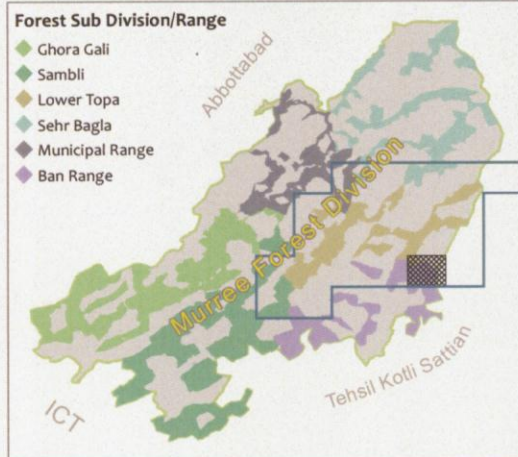 Forest Sub Division/Range
Ghora Gali
Sambli
Lower Topa
Sehr Bagla
Municipal Range
Ban Range
Abbottabad
Murree Forest Division
Tehsil Kotli Sattian
ICT